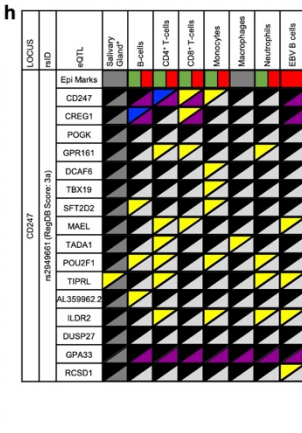 h
LOCUS
rsID
eQTL
Salivary Gland*
B-cells
CD4⁺ T-cells
CD8⁺ T-cells
Monocytes
Macrophages
Neutrophils
EBV B cells
CD247
rs2949661 (RegDB Score: 3a)
Epi Marks
CD247
CREG1
POGK
GPR161
DCAF6
TBX19
SFT2D2
MAEL
TADA1
POU2F1
TIPRL
AL359962.2
ILDR2
DUSP27
GPA33
RCSD1